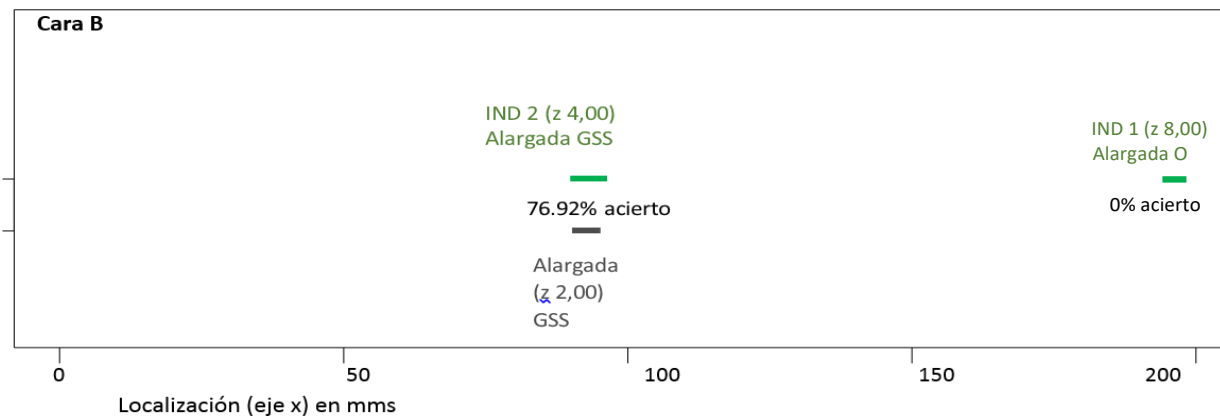 Cara B
IND 2 (z 4,00)
Alargada GSS
IND 1 (z 8,00)
Alargada O
76.92% acierto
0% acierto
Alargada
(z 2,00)
GSS
0 50 100 150 200
Localización (eje x) en mms